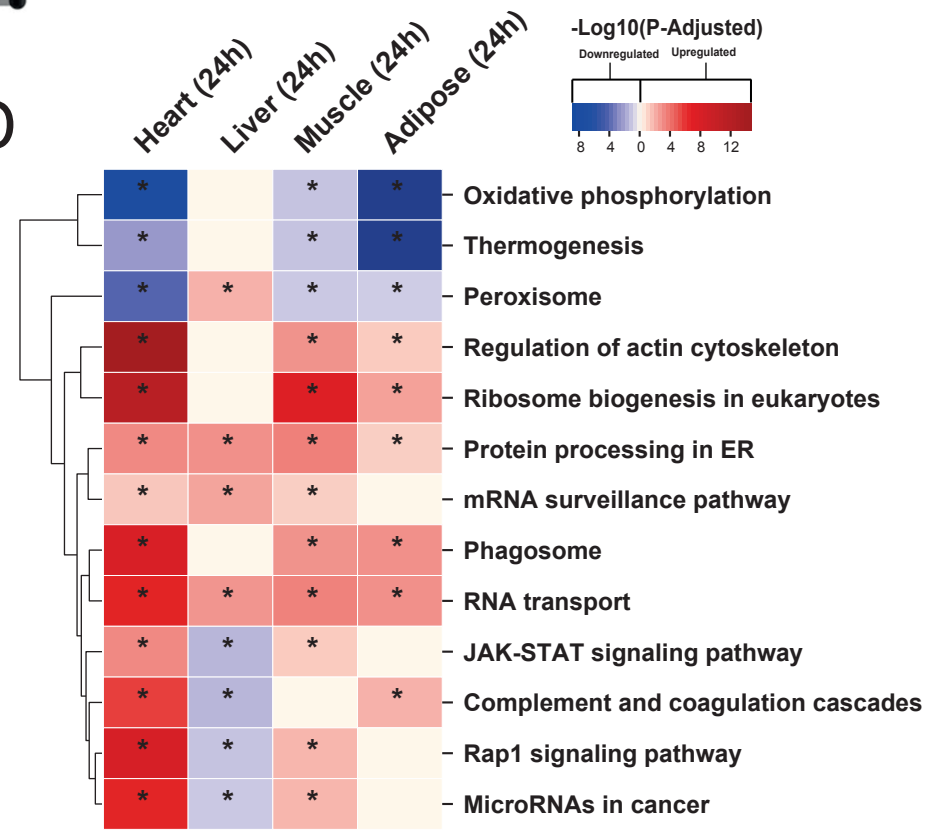 -Log10(P-Adjusted)
Downregulated Upregulated
8 4 0 4 8 12
Heart (24h)
Liver (24h)
Muscle (24h)
Adipose (24h)
* * * Oxidative phosphorylation
* * * Thermogenesis
* * * * Peroxisome
* * * Regulation of actin cytoskeleton
* * * Ribosome biogenesis in eukaryotes
* * * * Protein processing in ER
* * * mRNA surveillance pathway
* * * Phagosome
* * * * RNA transport
* * * JAK-STAT signaling pathway
* * * Complement and coagulation cascades
* * * Rap1 signaling pathway
* * * MicroRNAs in cancer